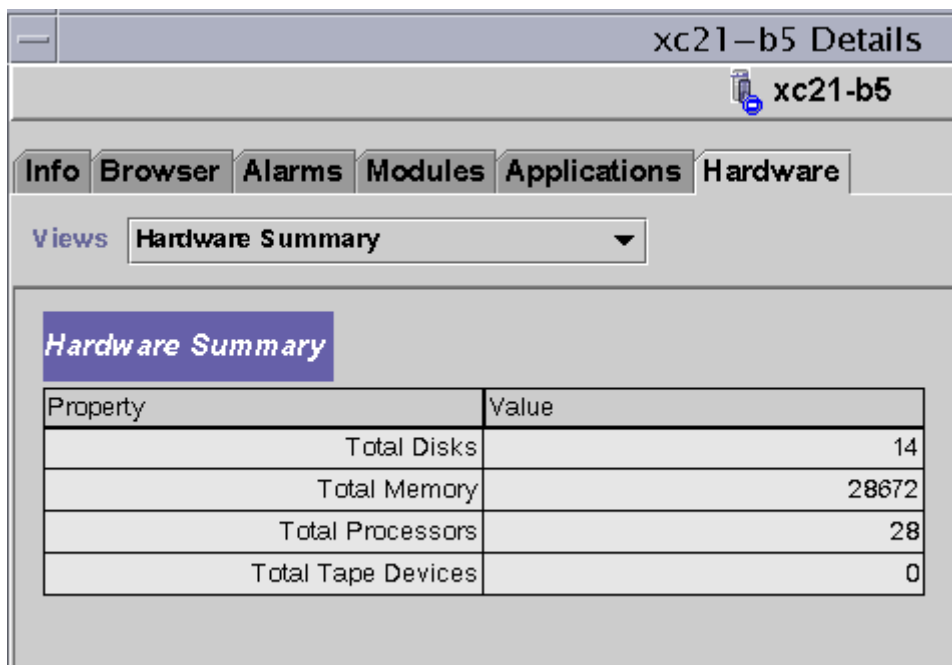 xc21-b5 Details
xc21-b5
Info Browser Alarms Modules Applications Hardware
Views Hardware Summary
Hardware Summary
Property Value
Total Disks 14
Total Memory 28672
Total Processors 28
Total Tape Devices 0